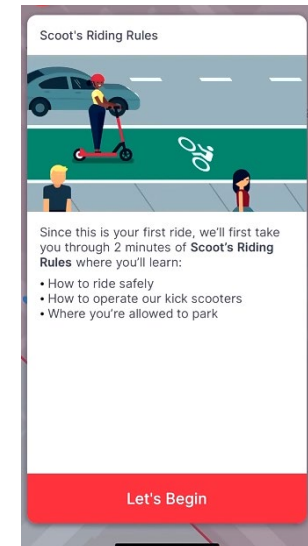 Scoot's Riding Rules
Since this is your first ride, we'll first take
you through 2 minutes of Scoot's Riding
Rules where you'll learn:
• How to ride safely
• How to operate our kick scooters
• Where you're allowed to park
Let's Begin